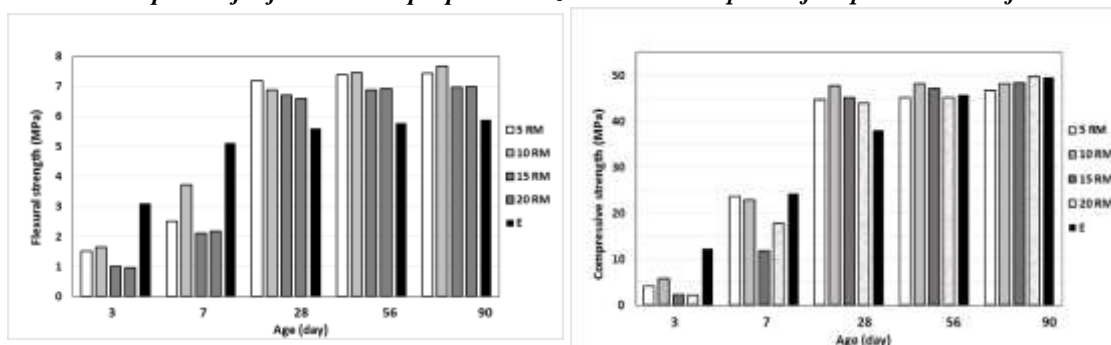 Flexural strength (MPa)
8
7
6
5
4
3
2
1
0
3 7 28 56 90
Age (day)
5 RM
10 RM
15 RM
20 RM
E
Compressive strength (MPa)
50
40
30
20
10
0
3 7 28 56 90
Age (day)
5 RM
10 RM
15 RM
20 RM
E